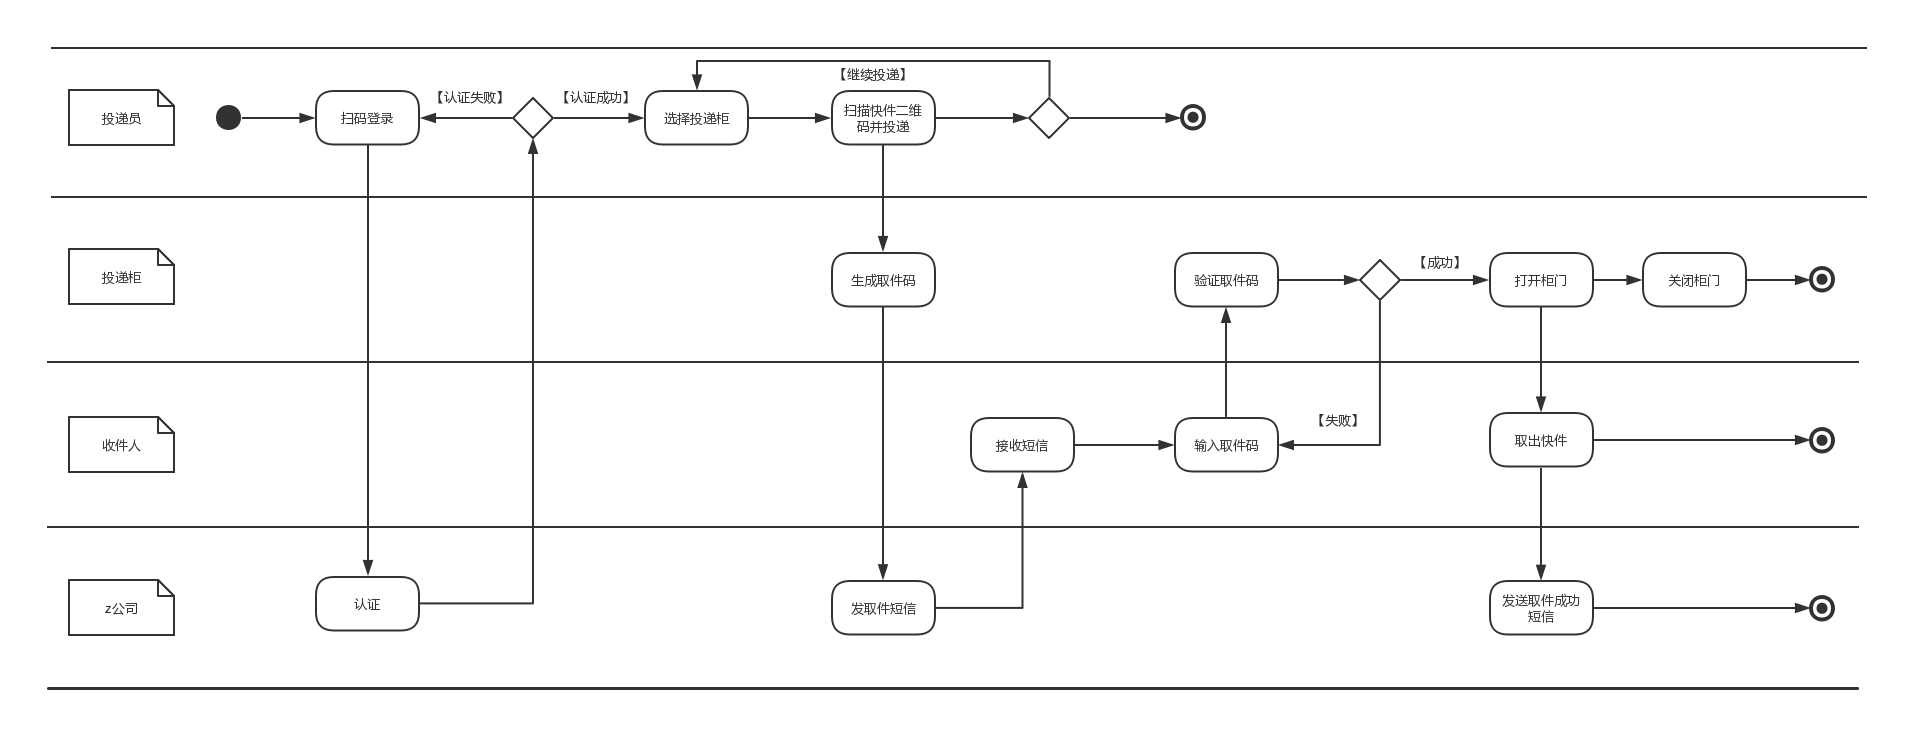 【继续投递】
投递员
扫码登录
【认证失败】
【认证成功】
选择投递柜
扫描快件二维
码并投递
投递柜
生成取件码
验证取件码
【成功】
打开柜门
关闭柜门
收件人
接收短信
输入取件码
【失败】
取出快件
z公司
认证
发取件短信
发送取件成功
短信